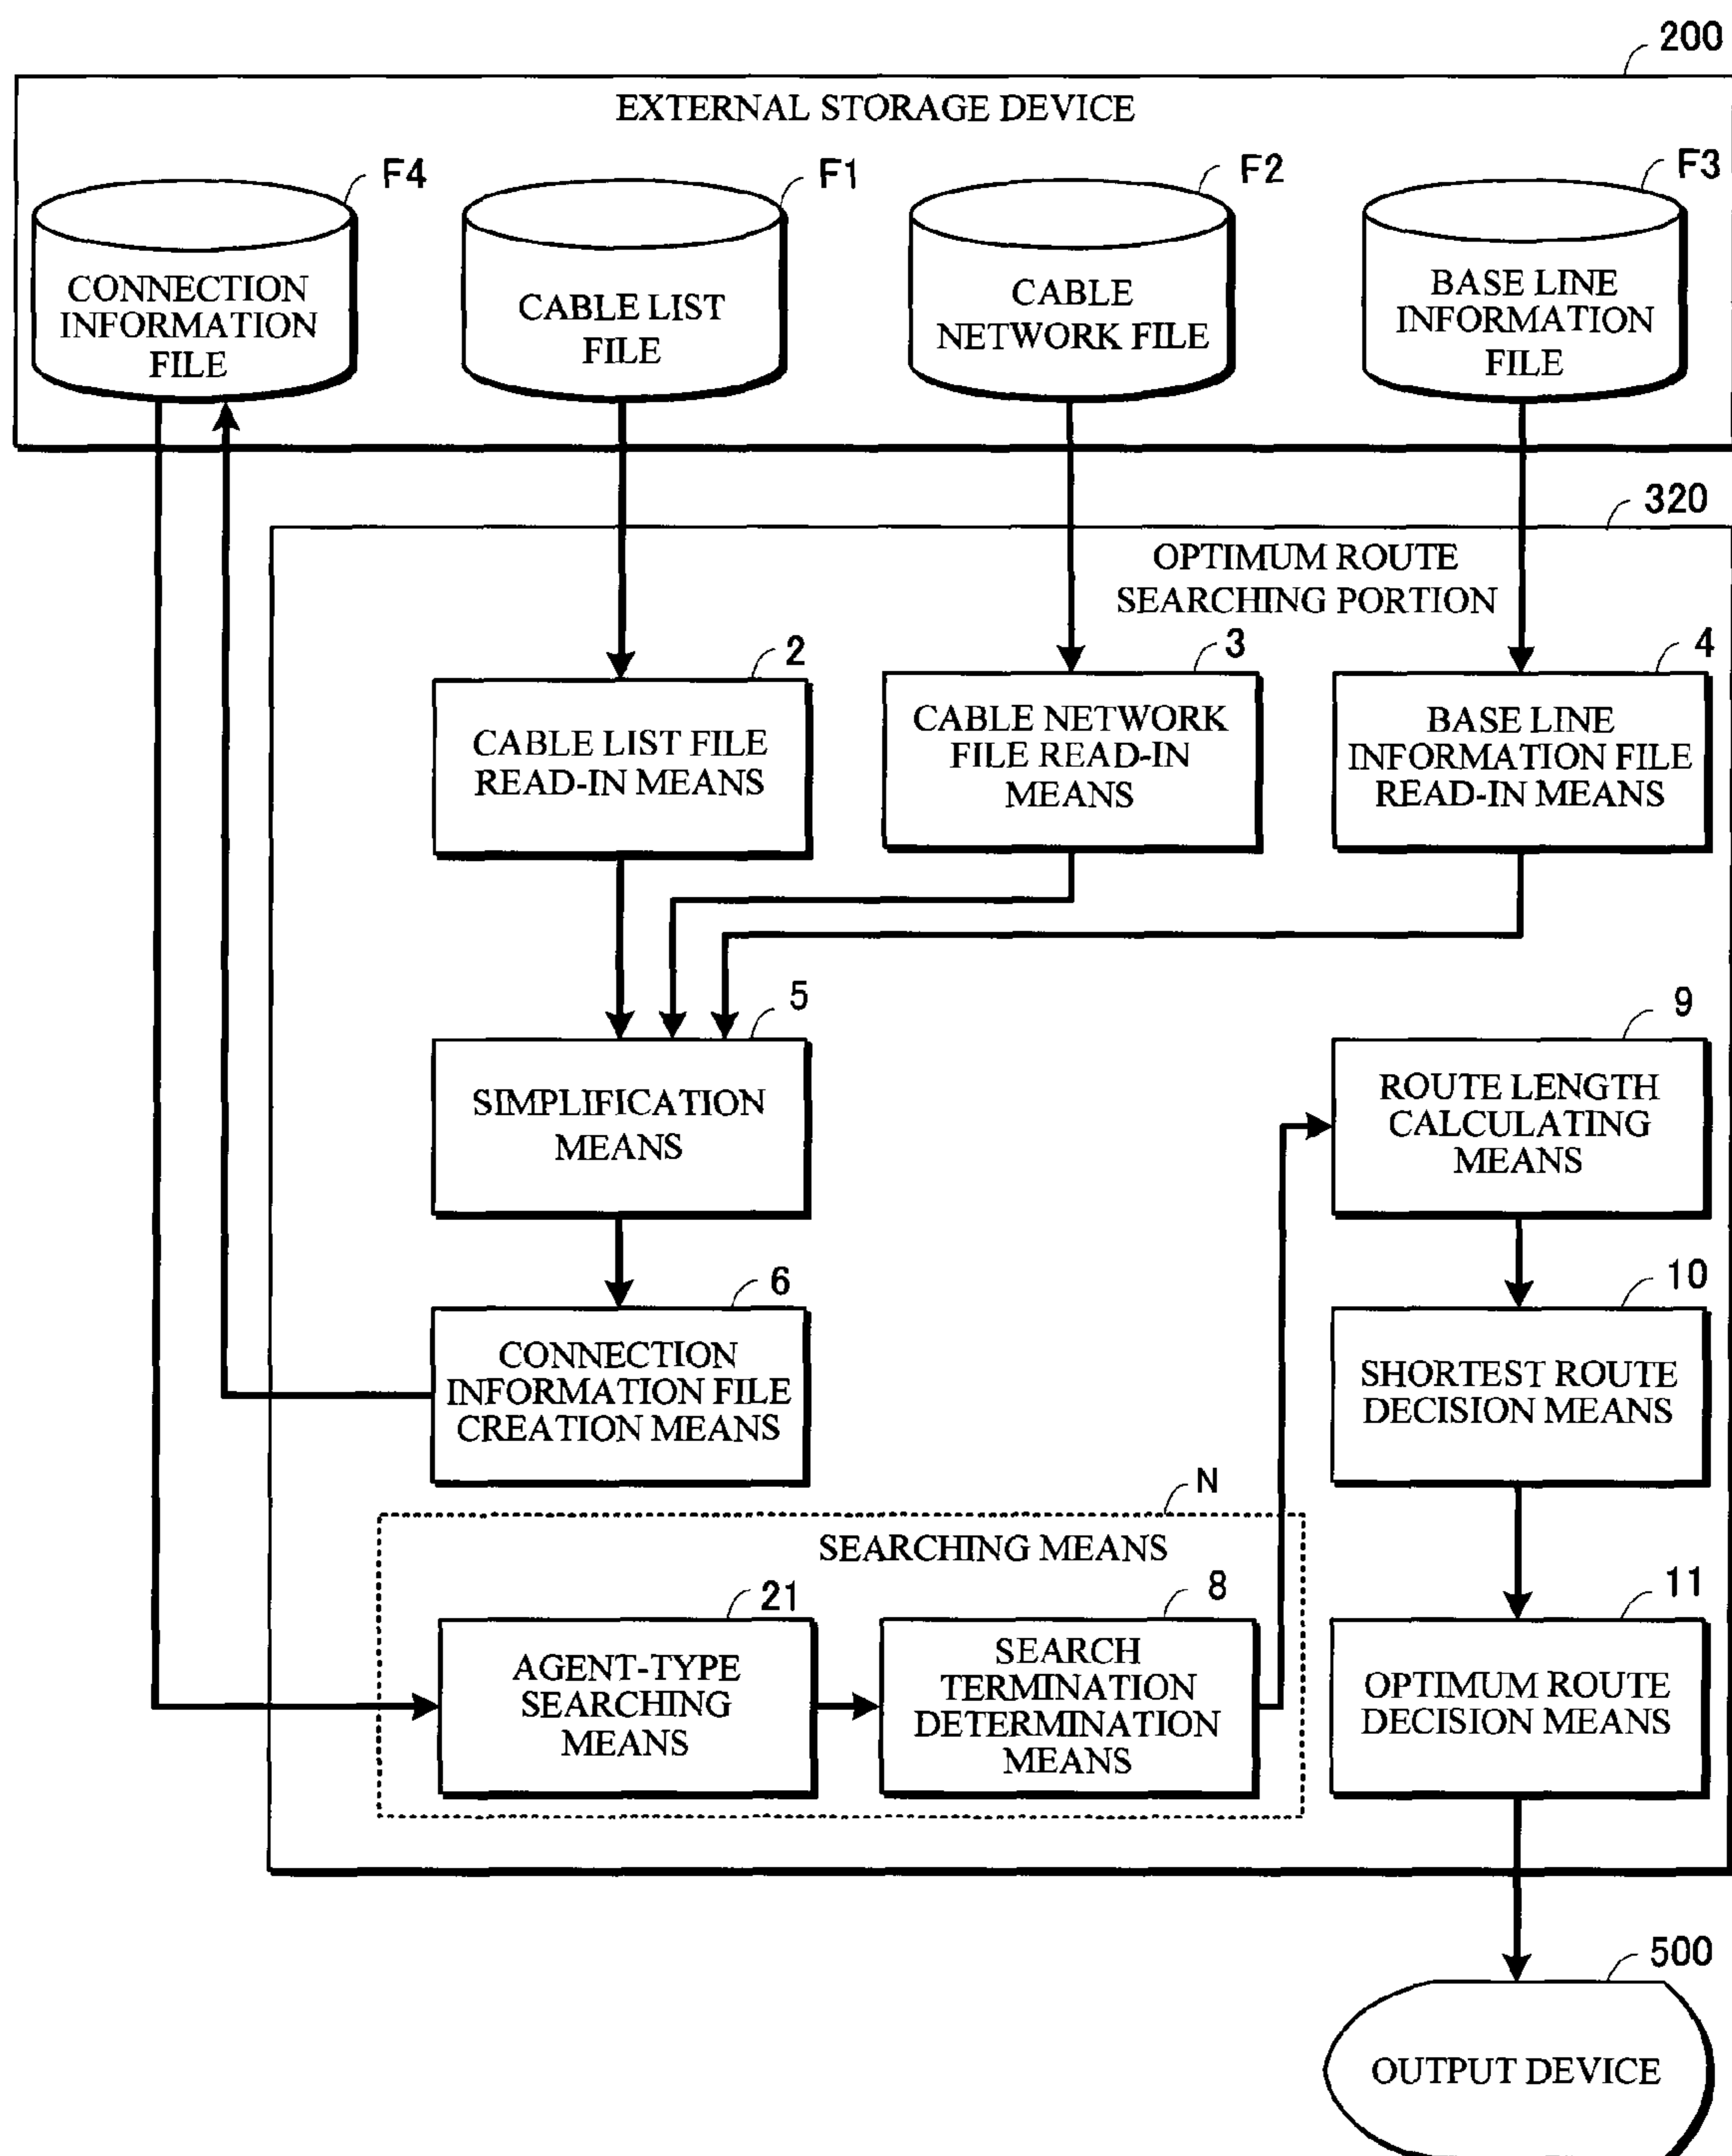 200
EXTERNAL STORAGE DEVICE
F4
F1
F2
F3
CONNECTION
INFORMATION
FILE
CABLE LIST
FILE
CABLE
NETWORK FILE
BASE LINE
INFORMATION
FILE
320
OPTIMUM ROUTE
SEARCHING PORTION
2
3
4
CABLE LIST FILE
READ-IN MEANS
CABLE NETWORK
FILE READ-IN
MEANS
BASE LINE
INFORMATION FILE
READ-IN MEANS
5
9
SIMPLIFICATION
MEANS
ROUTE LENGTH
CALCULATING
MEANS
6
10
CONNECTION
INFORMATION FILE
CREATION MEANS
SHORTEST ROUTE
DECISION MEANS
N
SEARCHING MEANS
21
8
11
AGENT-TYPE
SEARCHING
MEANS
SEARCH
TERMINATION
DETERMINATION
MEANS
OPTIMUM ROUTE
DECISION MEANS
500
OUTPUT DEVICE